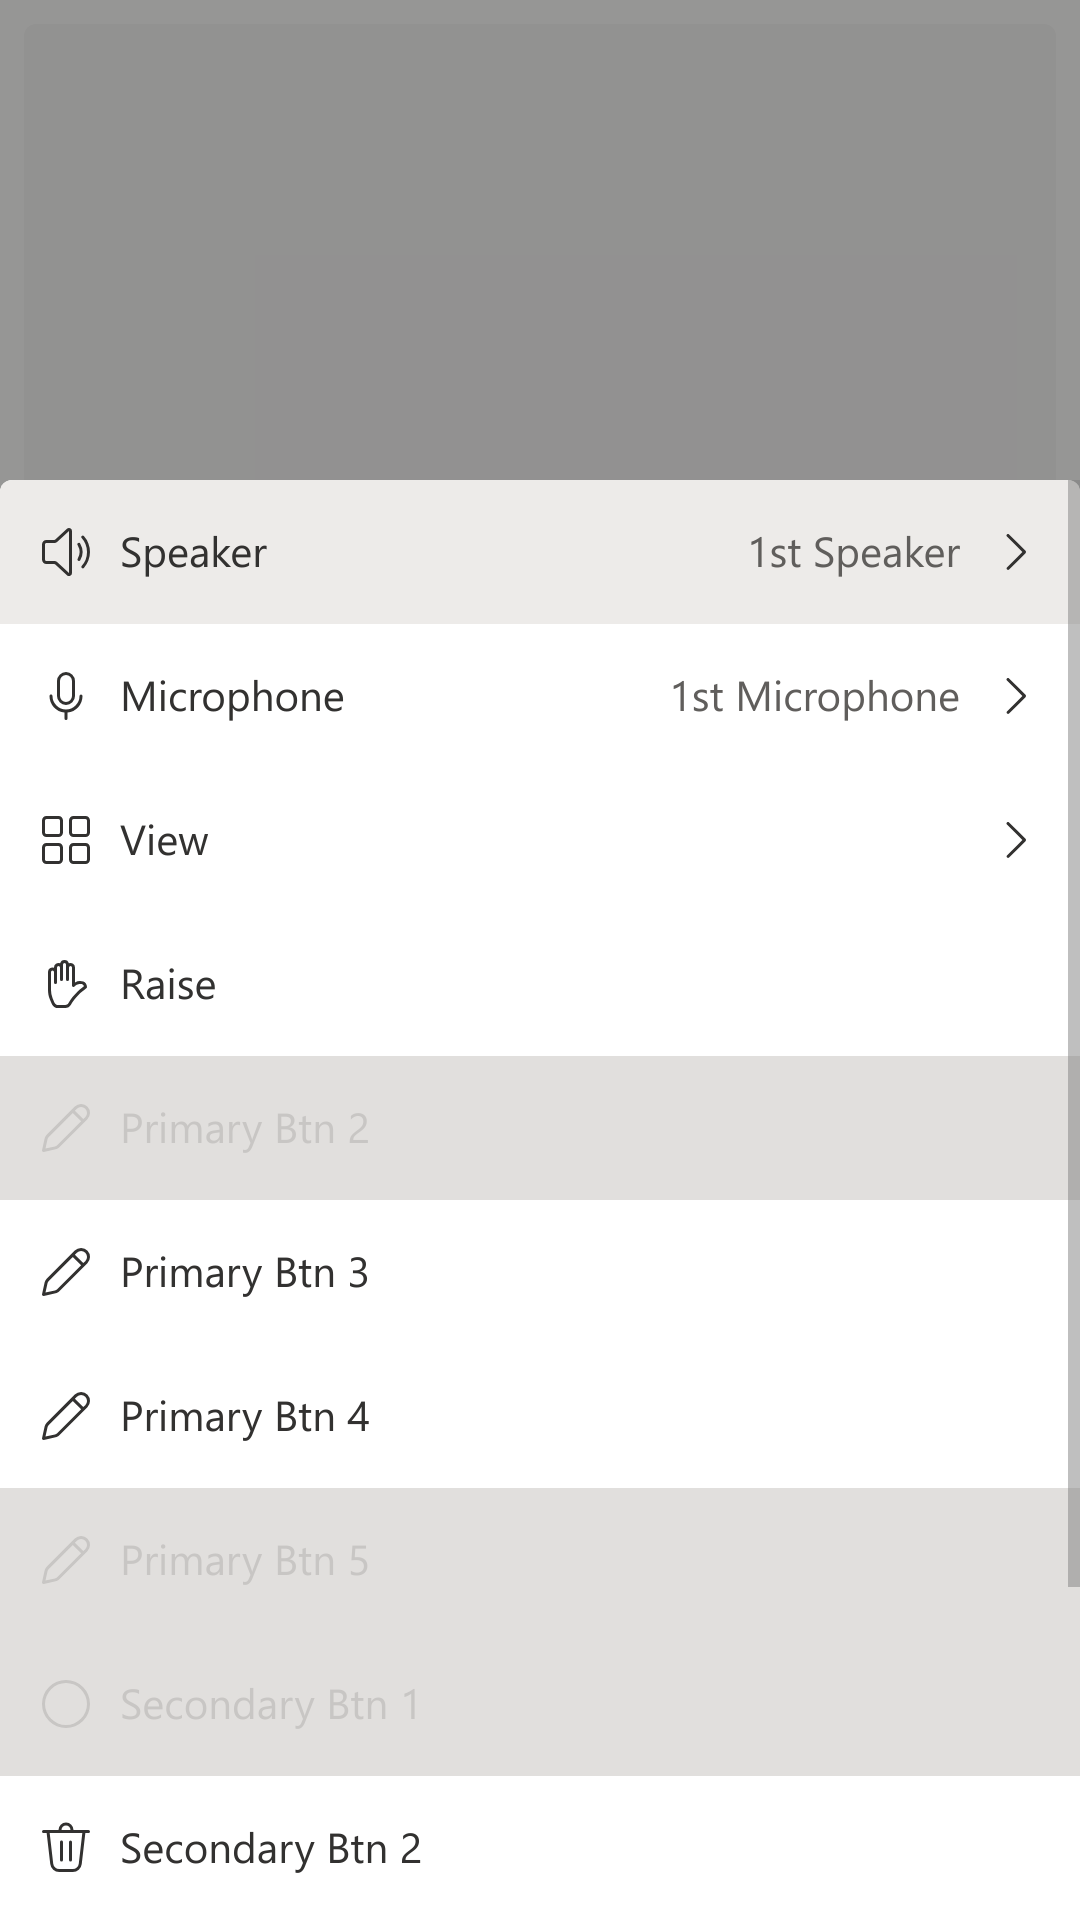 Speaker 1st Speaker
Microphone 1st Microphone
View
Raise
Primary Btn 2
Primary Btn 3
Primary Btn 4
Primary Btn 5
Secondary Btn 1
Secondary Btn 2